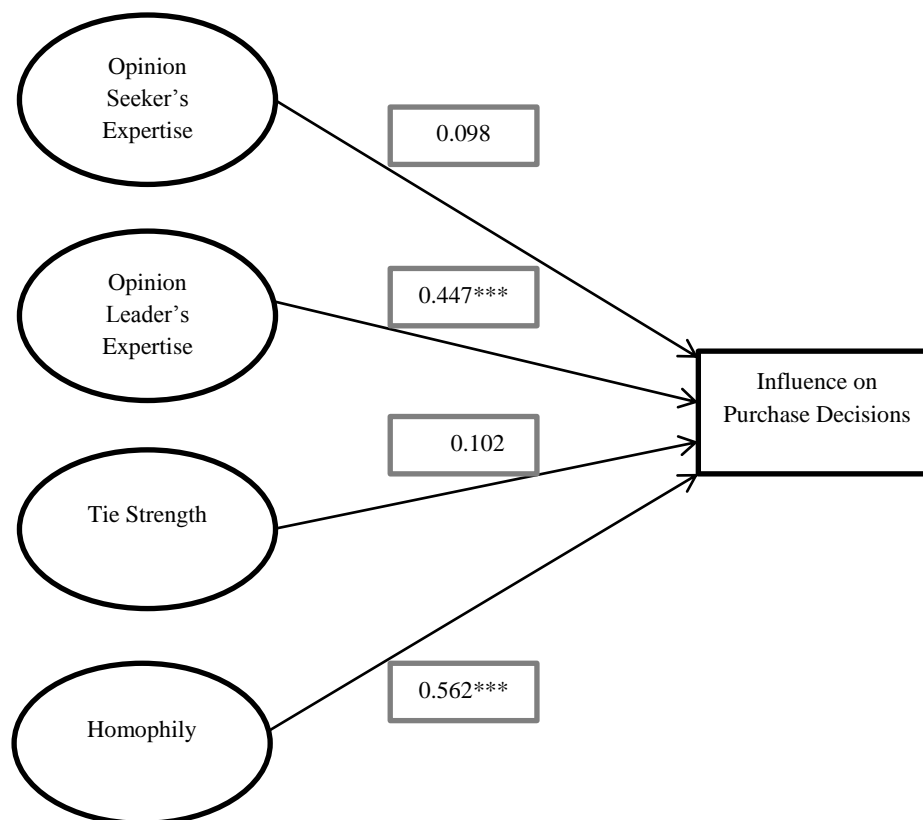 Opinion
Seeker’s
Expertise
0.098
Opinion
Leader’s
Expertise
0.447***
Influence on
Purchase Decisions
Tie Strength
0.102
Homophily
0.562***